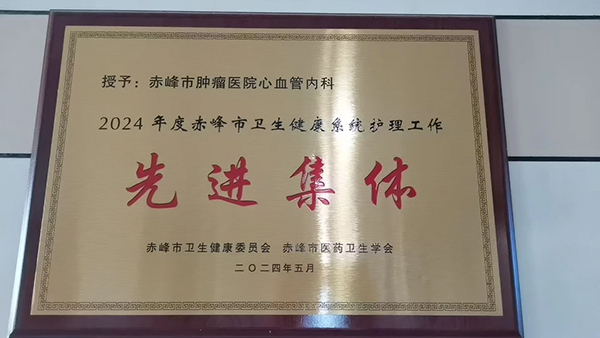 授予：赤峰市肿瘤医院心血管内科
2024 年度赤峰市卫生健康系统护理工作
先进集体
赤峰市卫生健康委员会 赤峰市医药卫生学会
二〇二四年五月